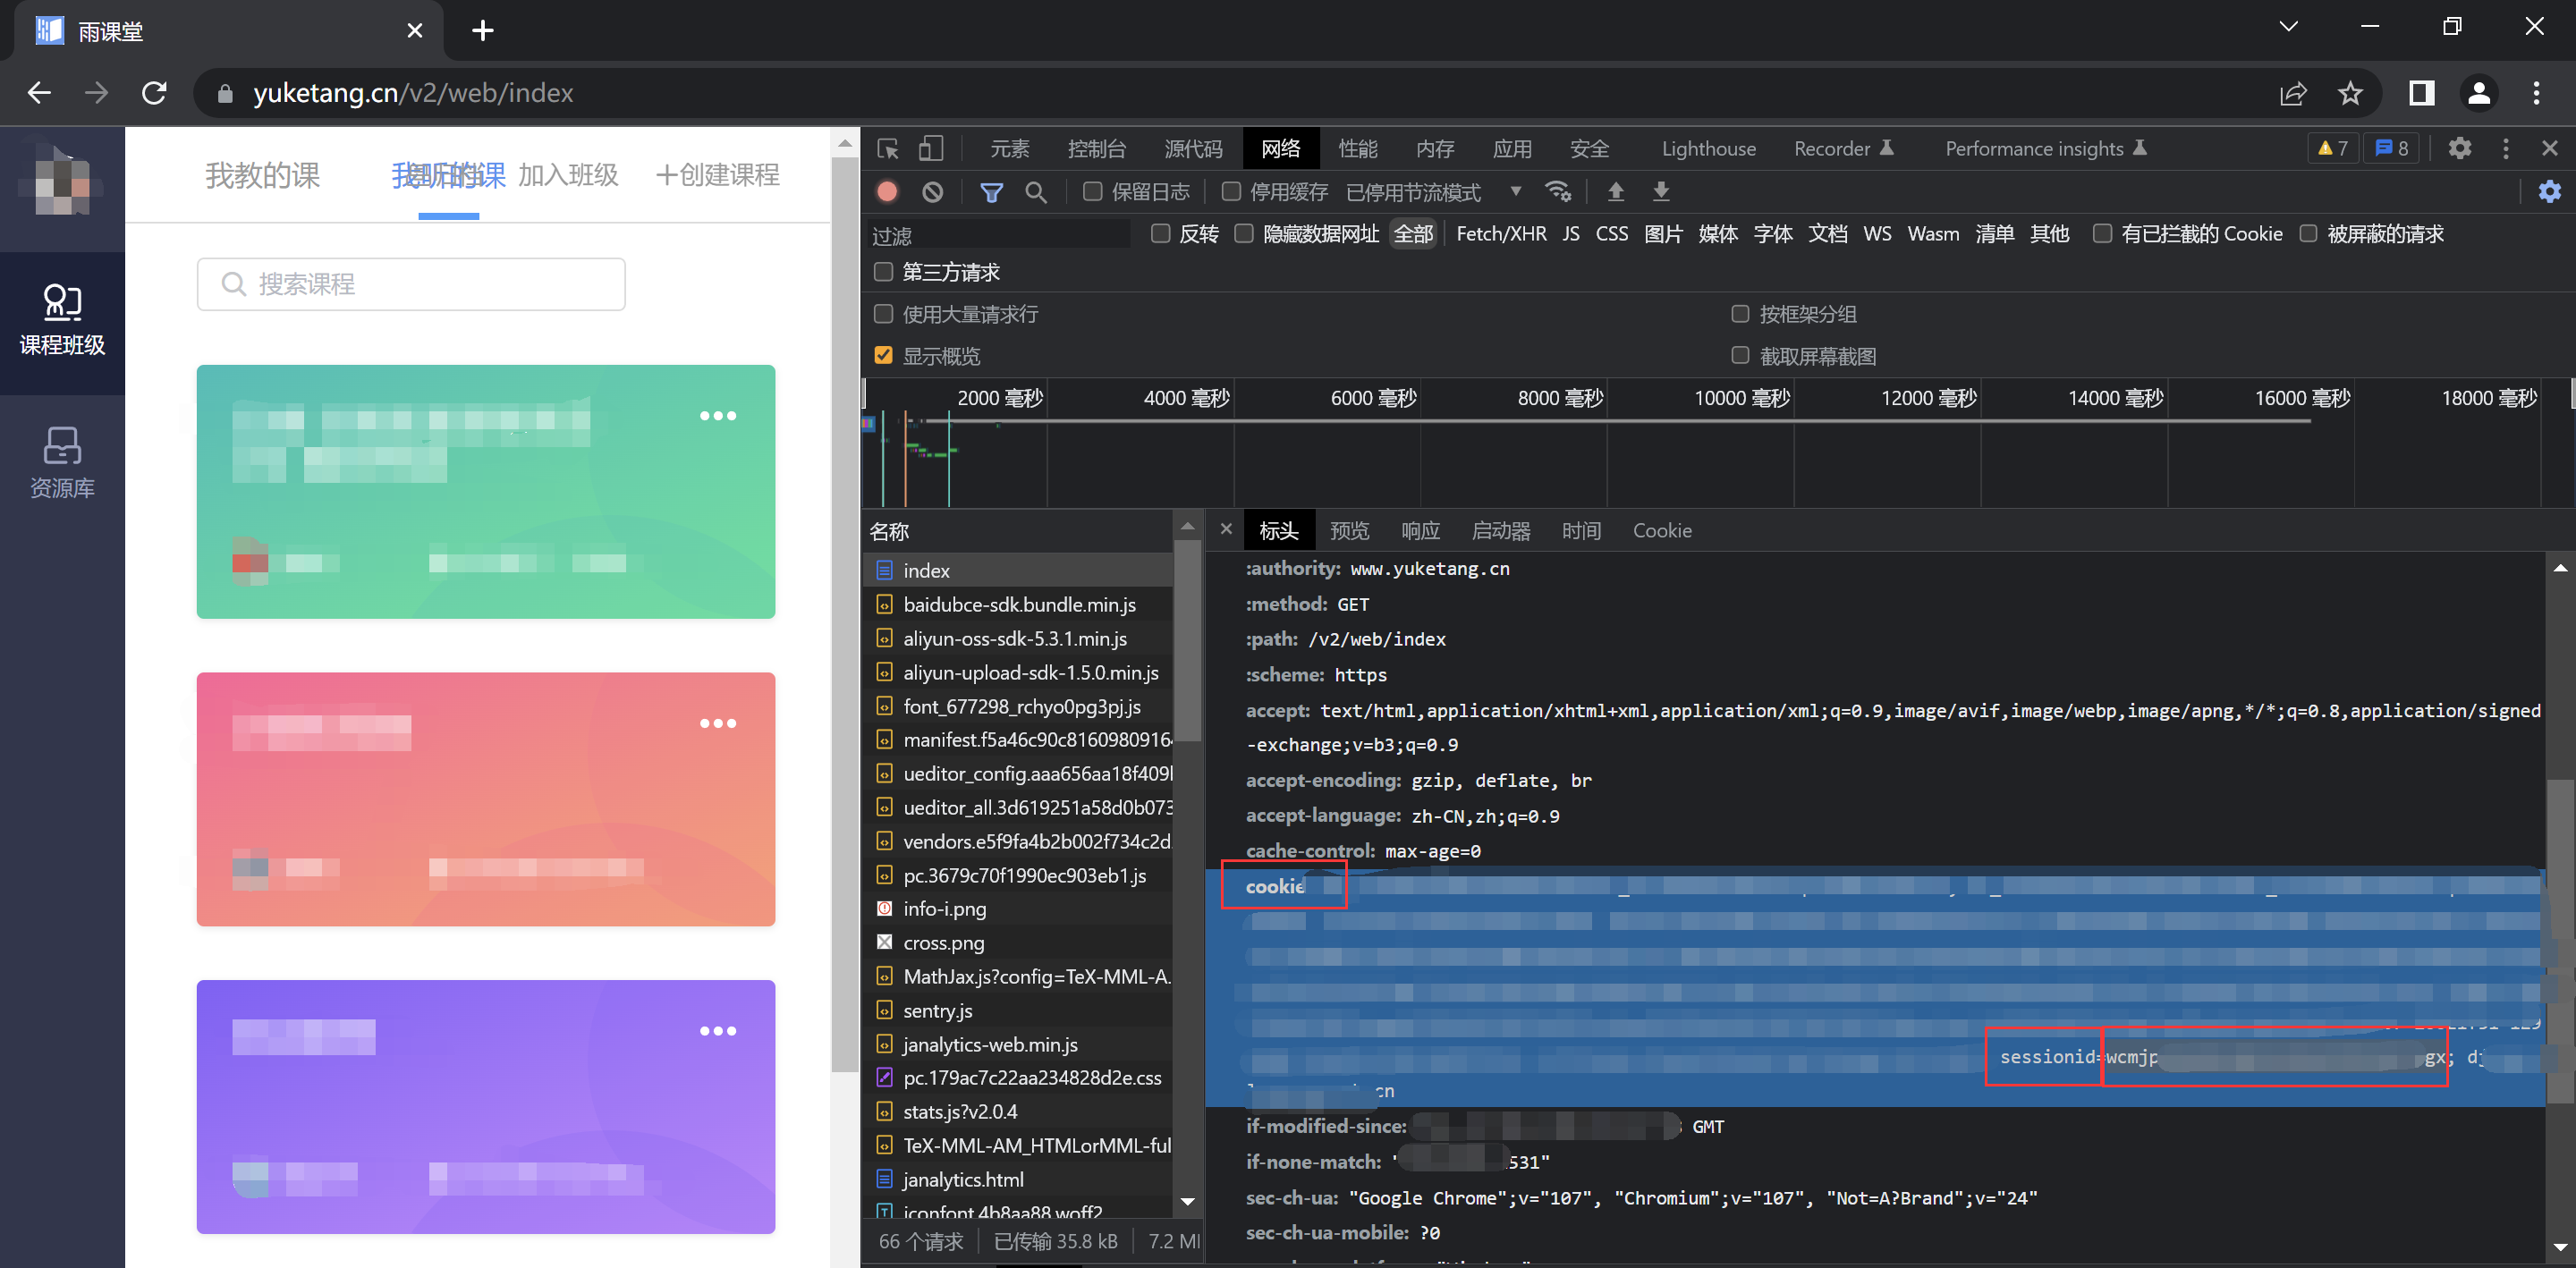 雨课堂
yuketang.cn/v2/web/index
我教的课
我听的课
加入班级
创建课程
搜索课程
课程班级
资源库
元素 控制台 源代码 网络 性能 内存 应用 安全 Lighthouse Recorder Performance insights 7 8
保留日志 停用缓存 已停用节流模式
过滤 反转 隐藏数据网址 全部 Fetch/XHR JS CSS 图片 媒体 字体 文档 WS Wasm 清单 其他 有已拦截的 Cookie 被屏蔽的请求
第三方请求
使用大量请求行 按框架分组
显示概览 截取屏幕截图
2000 毫秒 4000 毫秒 6000 毫秒 8000 毫秒 10000 毫秒 12000 毫秒 14000 毫秒 16000 毫秒 18000 毫秒
名称
index
baidubce-sdk.bundle.min.js
aliyun-oss-sdk-5.3.1.min.js
aliyun-upload-sdk-1.5.0.min.js
font_677298_rchyo0pg3pj.js
manifest.f5a46c90c8160980916
ueditor_config.aaa656aa18f409
ueditor_all.3d619251a58d0b073
vendors.e5f9fa4b2b002f734c2d
pc.3679c70f1990ec903eb1.js
info-i.png
cross.png
MathJax.js?config=TeX-MML-A.
sentry.js
janalytics-web.min.js
pc.179ac7c22aa234828d2e.css
stats.js?v2.0.4
TeX-MML-AM_HTMLorMML-ful
janalytics.html
iconfont.4b8aa88.woff2
66 个请求 已传输 35.8 kB 7.2 M
标头 预览 响应 启动器 时间 Cookie
:authority: www.yuketang.cn
:method: GET
:path: /v2/web/index
:scheme: https
accept: text/html,application/xhtml+xml,application/xml;q=0.9,image/avif,image/webp,image/apng,*/*;q=0.8,application/signed
-exchange;v=b3;q=0.9
accept-encoding: gzip, deflate, br
accept-language: zh-CN,zh;q=0.9
cache-control: max-age=0
cookie
sessionid=wcmjp gx; dj
cn
if-modified-since: GMT
if-none-match: " 531"
sec-ch-ua: "Google Chrome";v="107", "Chromium";v="107", "Not=A?Brand";v="24"
sec-ch-ua-mobile: ?0